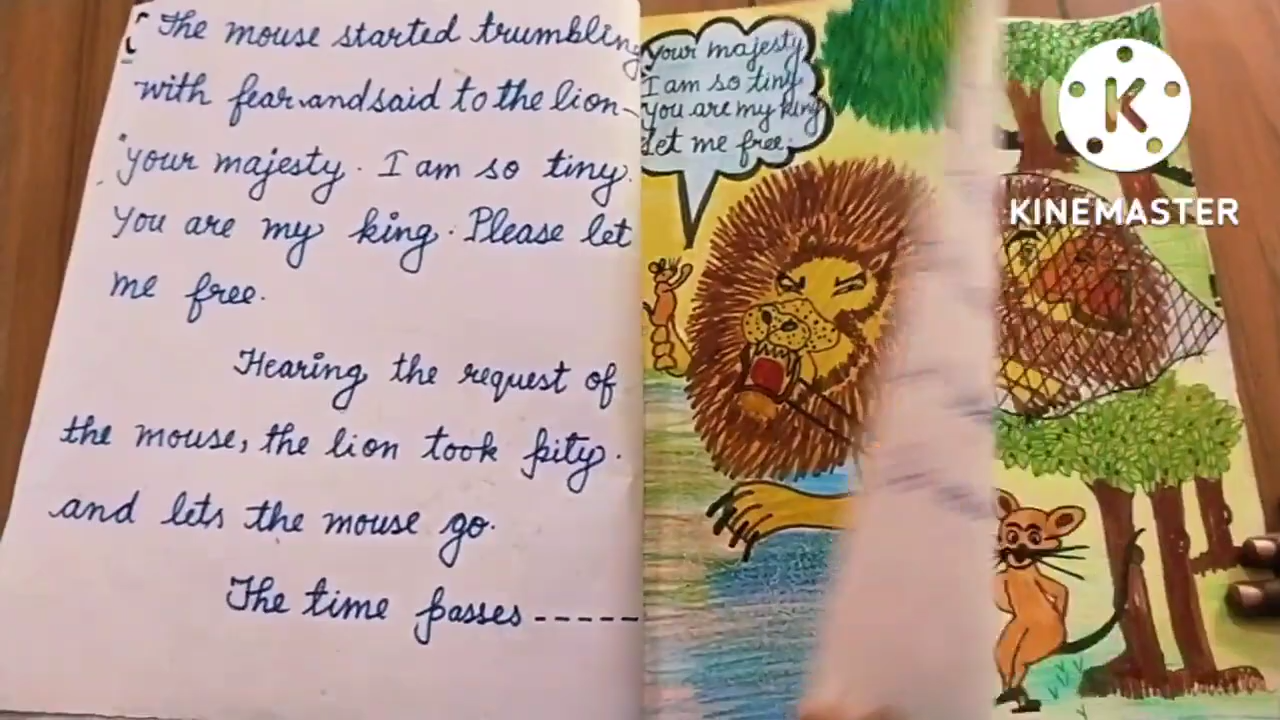 The mouse started trumbling
with fear and said to the lion-
"your majesty. I am so tiny.
you are my king. Please let
me free.
Hearing the request of
the mouse, the lion took pity.
and lets the mouse go.
The time passes ------
your majesty
I am so tiny.
you are my king
Let me free.
KINEMASTER